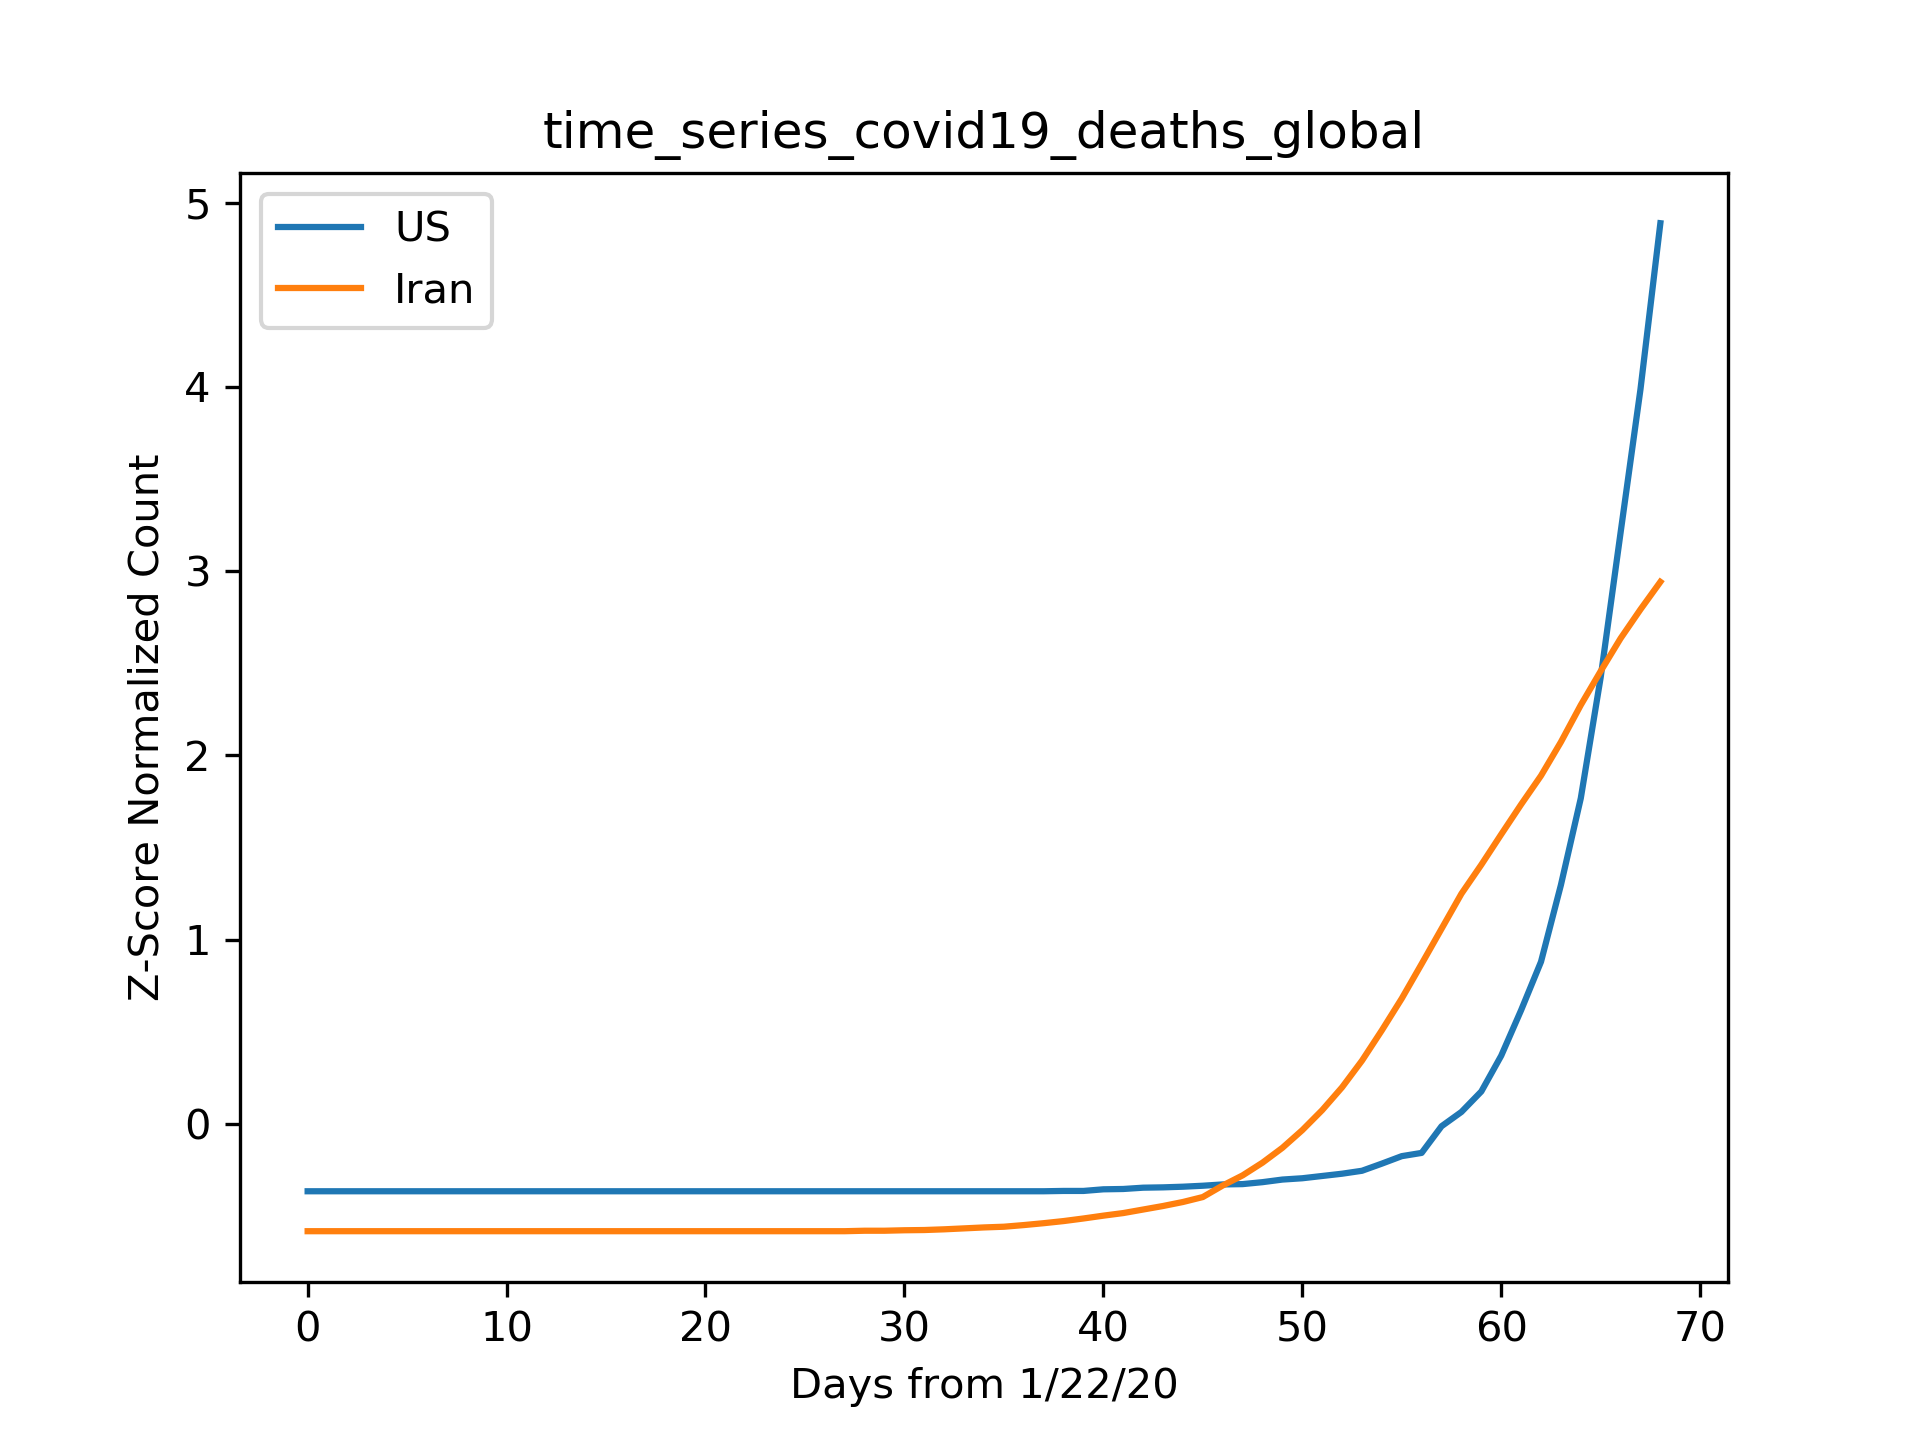 time_series_covid19_deaths_global
US
Iran
5
4
3
2
1
0
Z-Score Normalized Count
0 10 20 30 40 50 60 70
Days from 1/22/20